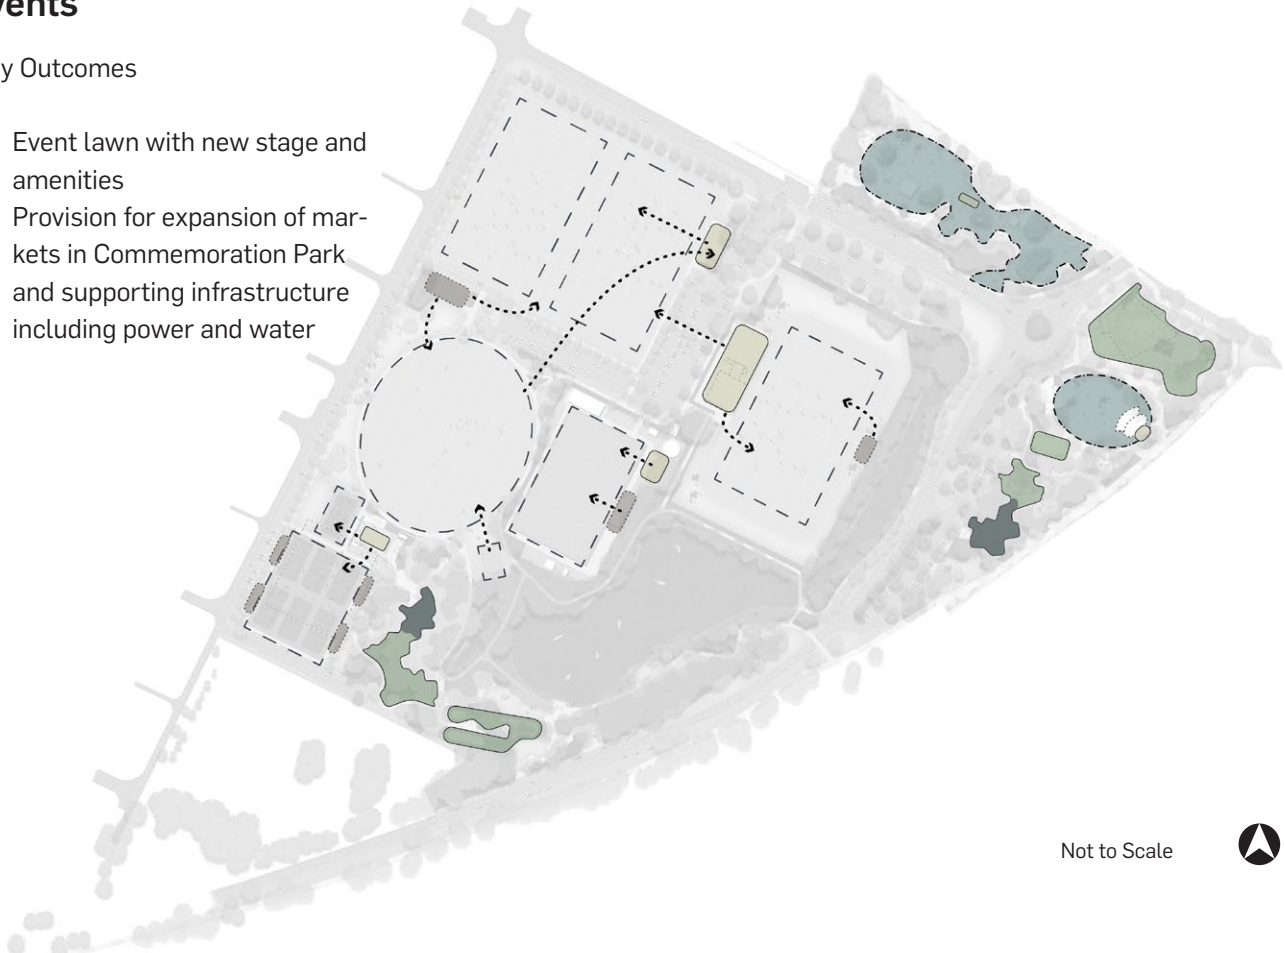 vents
y Outcomes
Event lawn with new stage and
amenities
Provision for expansion of mar-
kets in Commemoration Park
and supporting infrastructure
including power and water
Not to Scale